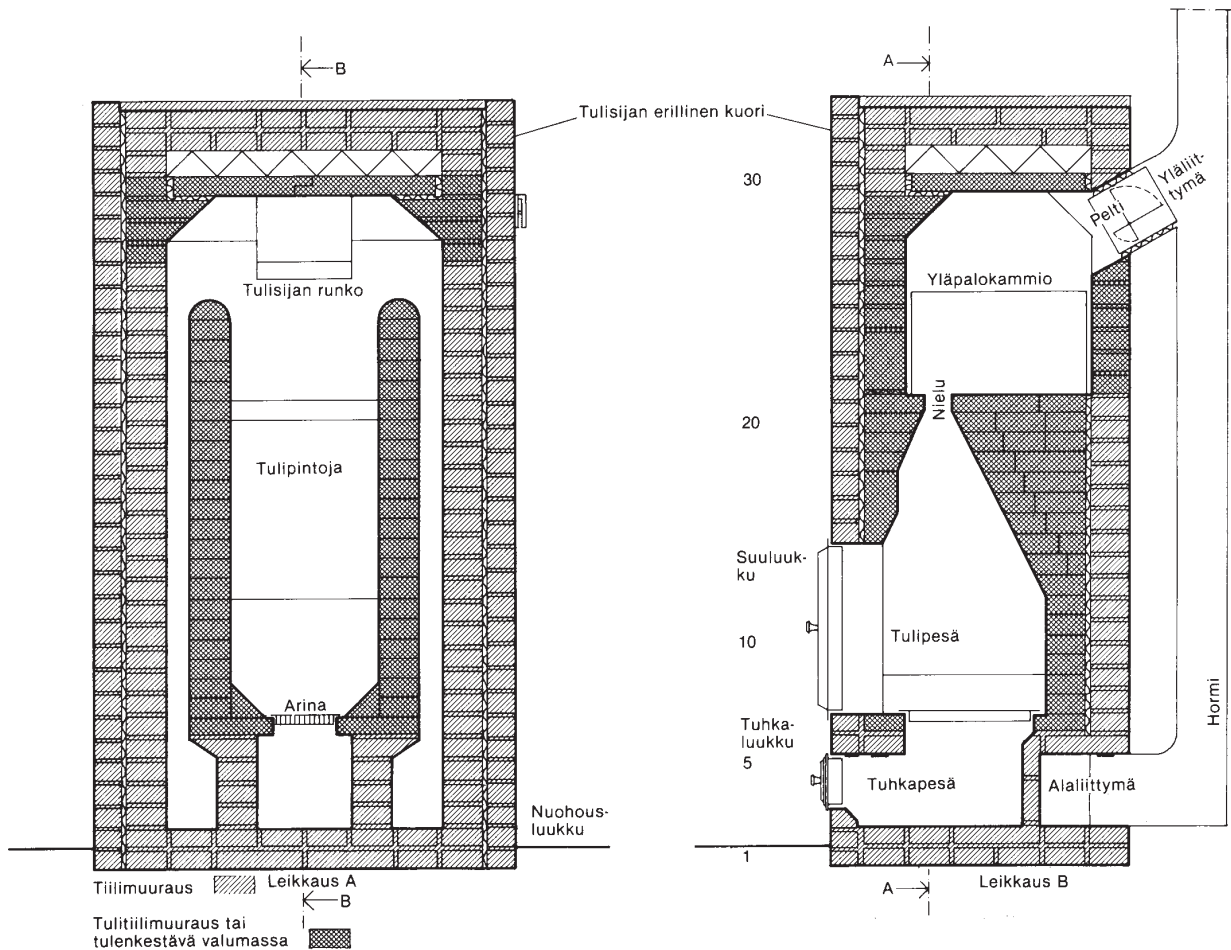 B
A
Tulisijan erillinen kuori
30
Yläliit-
tymä
Pelti
Tulisijan runko
Yläpalokammio
Nielu
20
Tulipintoja
Suuluuk-
ku
10
Tulipesä
Arina
Tuhka-
luukku
5
Tuhkapesä
Alaliittymä
Hormi
Nuohous-
luukku
1
Tiilimuuraus
Leikkaus A
B
A
Leikkaus B
Tulitiilimuuraus tai
tulenkestävä valumassa